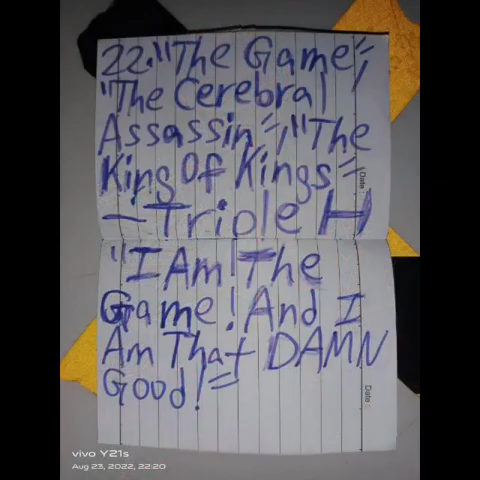 22."The Game",
"The Cerebral
Assassin","The
King Of Kings"
—Triple H
"I Am The
Game! And I
Am That DAMN
Good!"
Date :
Date :
vivo Y21s
Aug 23, 2022, 22:20